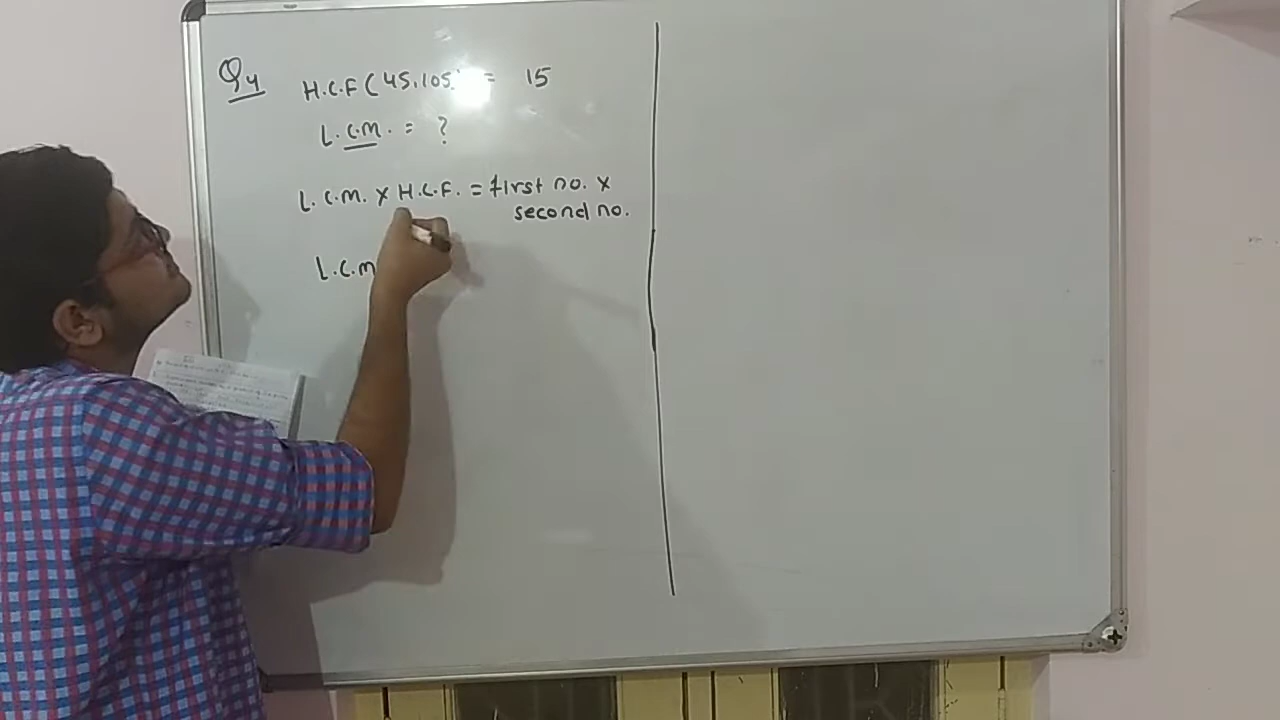 Q4 H.C.F (45,105 = 15
L.C.M. = ?
L.C.M. x H.C.F. = first no. x
second no.
L.C.M